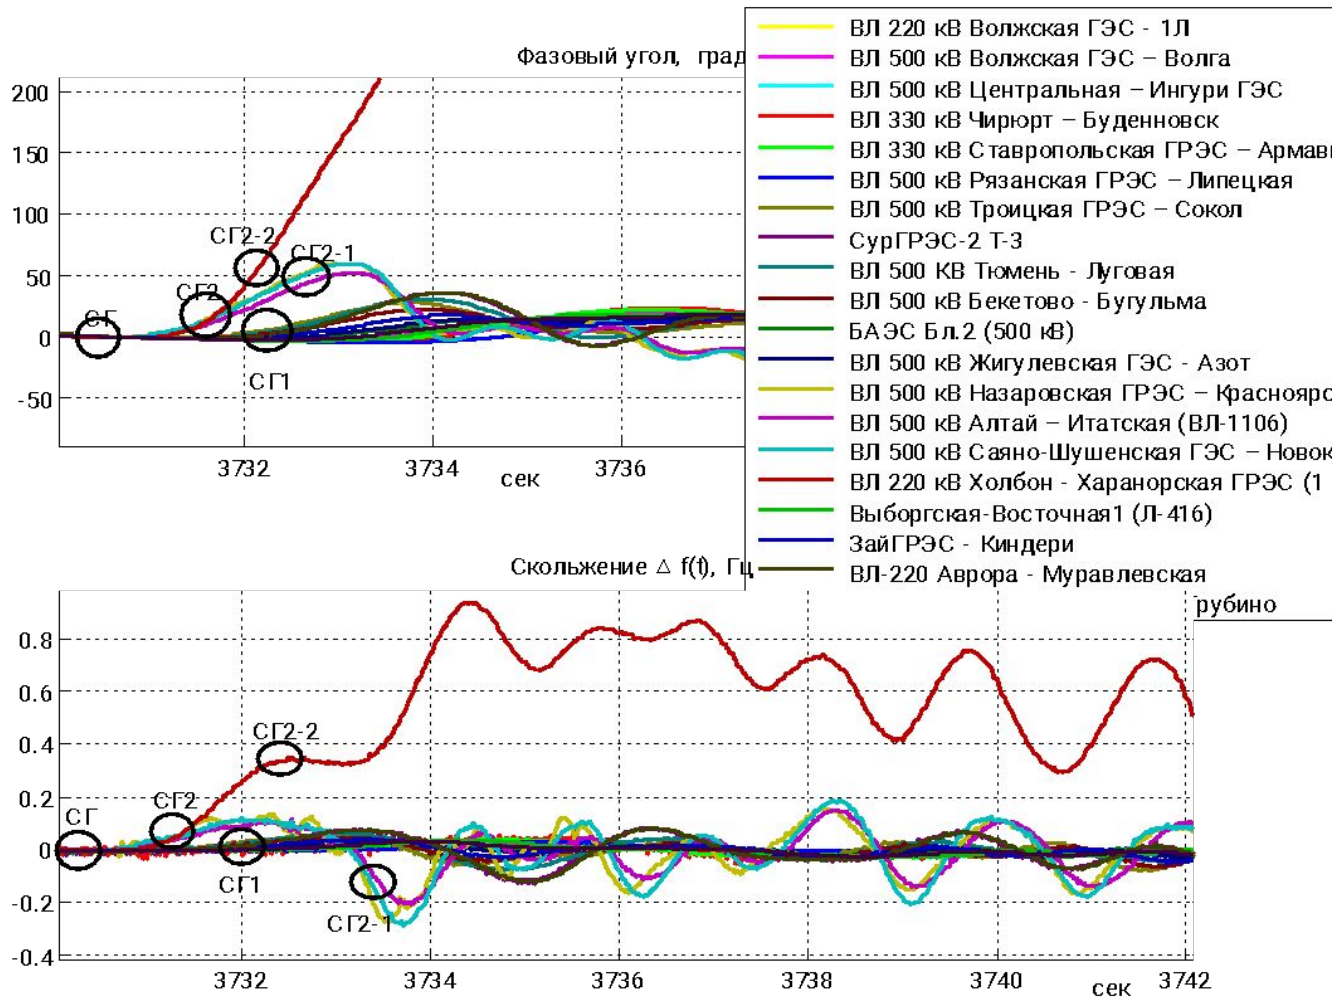 Фазовый угол, град
200
150
100
50
0
-50
СГ
СГ2
СГ2-2
СГ2-1
СГ1
3732
3734
3736
сек
ВЛ 220 кВ Волжская ГЭС - 1Л
ВЛ 500 кВ Волжская ГЭС – Волга
ВЛ 500 кВ Центральная – Ингури ГЭС
ВЛ 330 кВ Чирюрт – Буденновск
ВЛ 330 кВ Ставропольская ГРЭС – Армави
ВЛ 500 кВ Рязанская ГРЭС – Липецкая
ВЛ 500 кВ Троицкая ГРЭС – Сокол
СурГРЭС-2 Т-3
ВЛ 500 КВ Тюмень - Луговая
ВЛ 500 кВ Бекетово - Бугульма
БАЭС Бл.2 (500 кВ)
ВЛ 500 кВ Жигулевская ГЭС - Азот
ВЛ 500 кВ Назаровская ГРЭС – Красноярс
ВЛ 500 кВ Алтай – Итатская (ВЛ-1106)
ВЛ 500 кВ Саяно-Шушенская ГЭС – Новок
ВЛ 220 кВ Холбон - Харанорская ГРЭС (1
Выборгская-Восточная1 (Л-416)
ЗайГРЭС - Киндери
ВЛ-220 Аврора - Муравлевская
рубино
Скольжение Δ f(t), Гц
0.8
0.6
0.4
0.2
0
-0.2
-0.4
СГ
СГ2
СГ2-2
СГ1
СГ2-1
3732
3734
3736
3738
3740
3742
сек